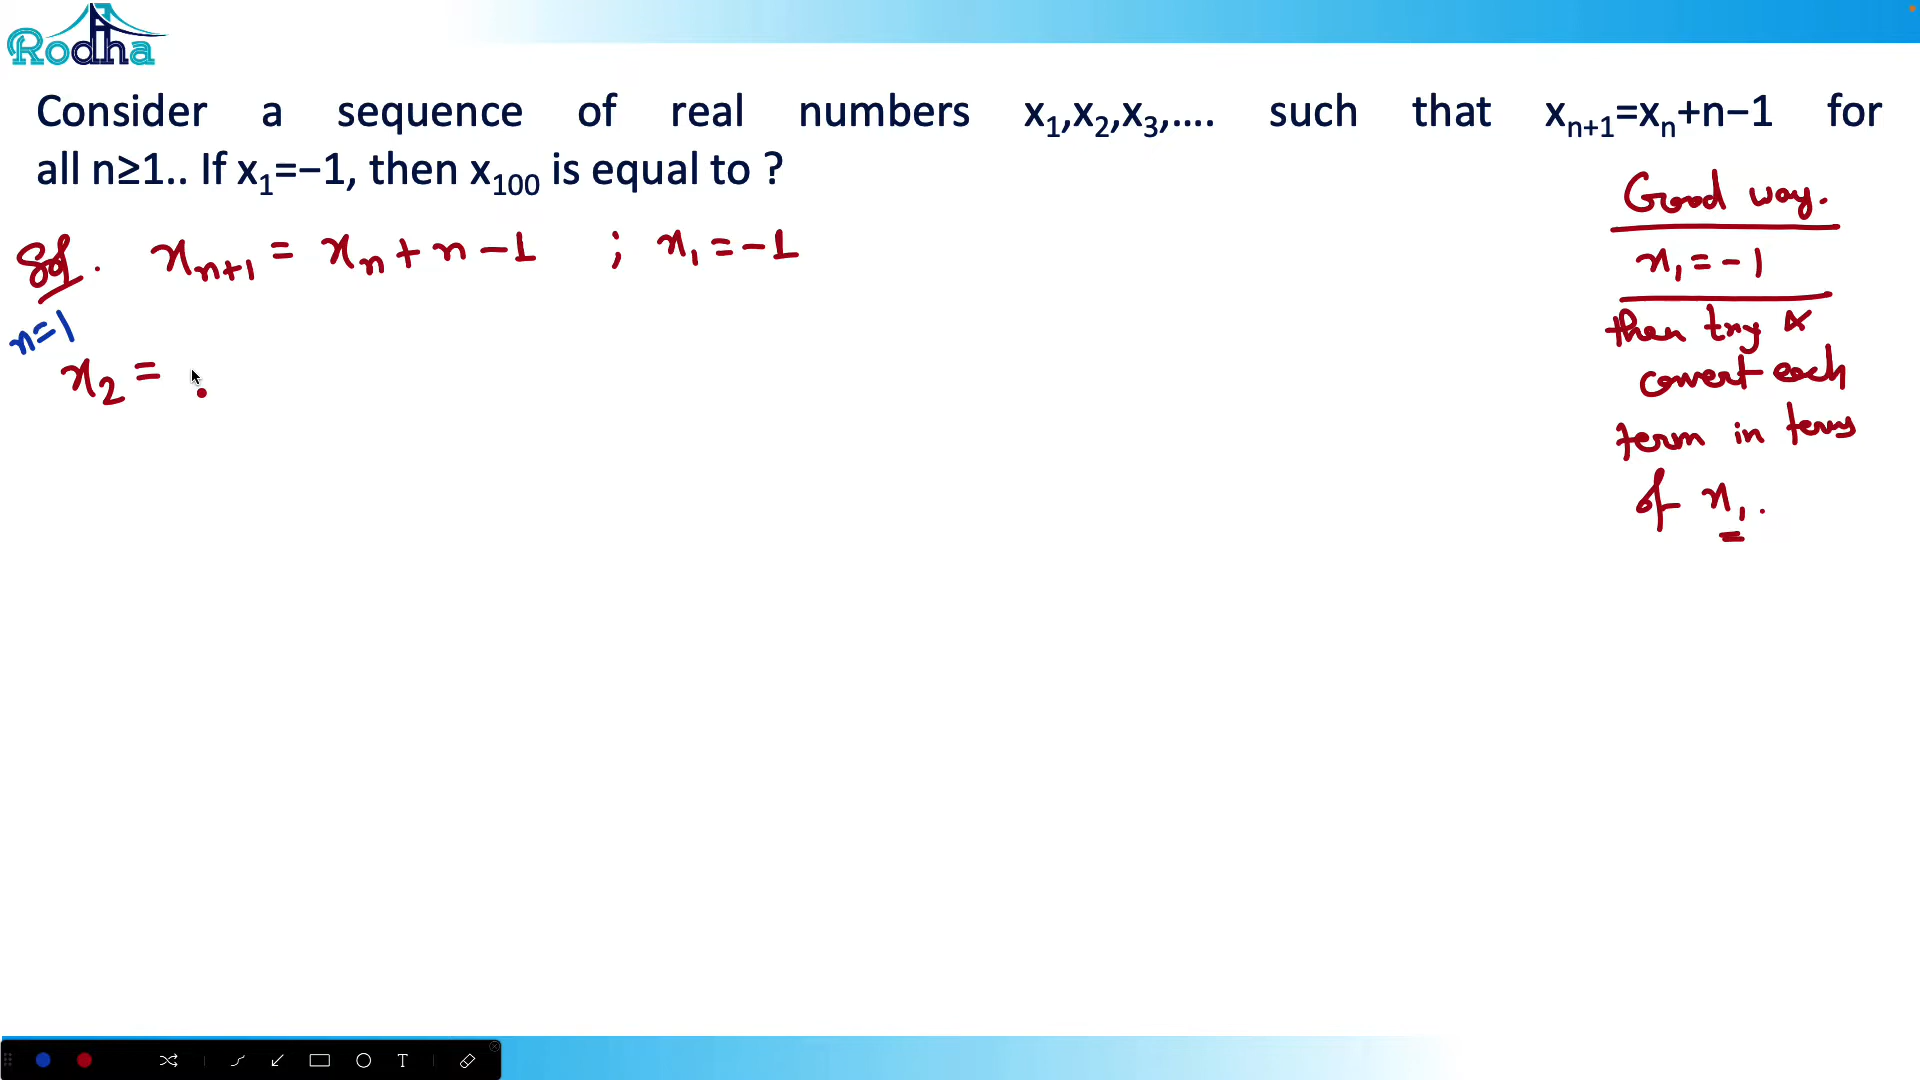 Rodha
Consider a sequence of real numbers x₁,x₂,x₃,.... such that xₙ₊₁=xₙ+n−1 for
all n≥1.. If x₁=−1, then x₁₀₀ is equal to ?
Sol. xₙ₊₁ = xₙ + n − 1 ; x₁ = −1
n=1
x₂ =
Good way.
x₁ = −1
then try &
convert each
term in terms
of x₁.
T